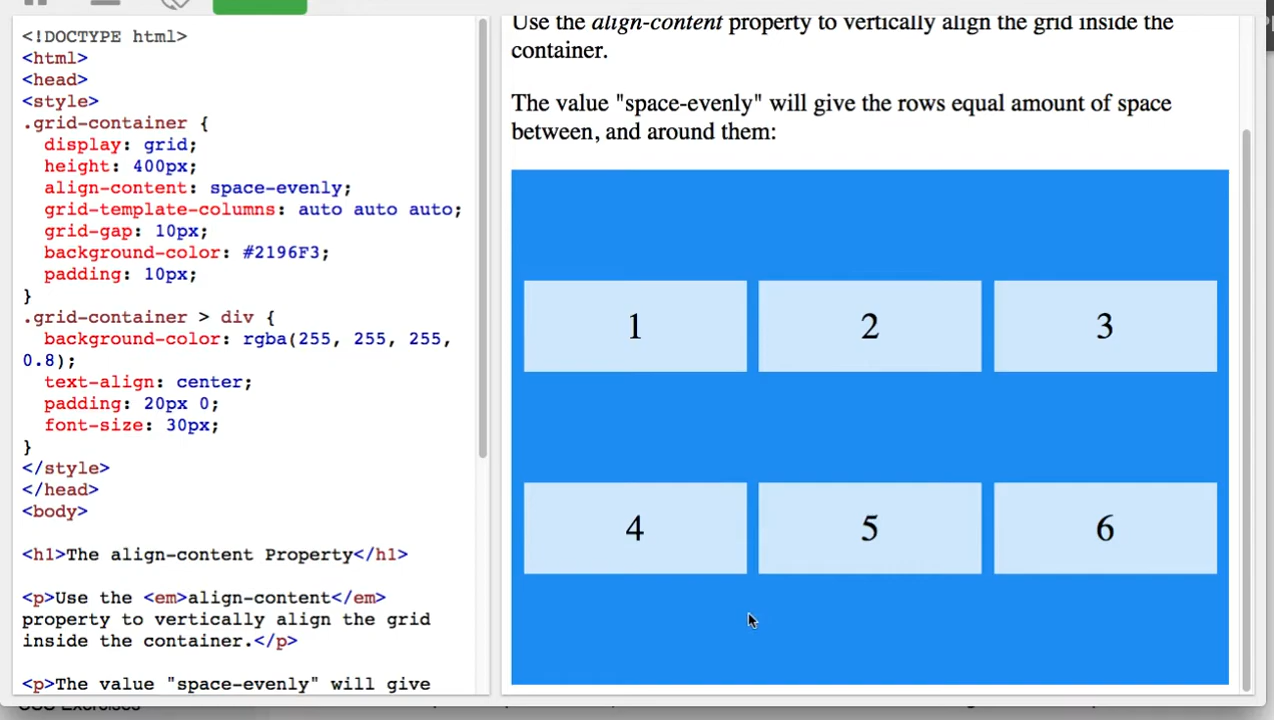 <!DOCTYPE html>
<html>
<head>
<style>
.grid-container {
display: grid;
height: 400px;
align-content: space-evenly;
grid-template-columns: auto auto auto;
grid-gap: 10px;
background-color: #2196F3;
padding: 10px;
}
.grid-container > div {
background-color: rgba(255, 255, 255,
0.8);
text-align: center;
padding: 20px 0;
font-size: 30px;
}
</style>
</head>
<body>
<h1>The align-content Property</h1>
<p>Use the <em>align-content</em>
property to vertically align the grid
inside the container.</p>
<p>The value "space-evenly" will give
Use the align-content property to vertically align the grid inside the
container.
The value "space-evenly" will give the rows equal amount of space
between, and around them:
1 2 3
4 5 6